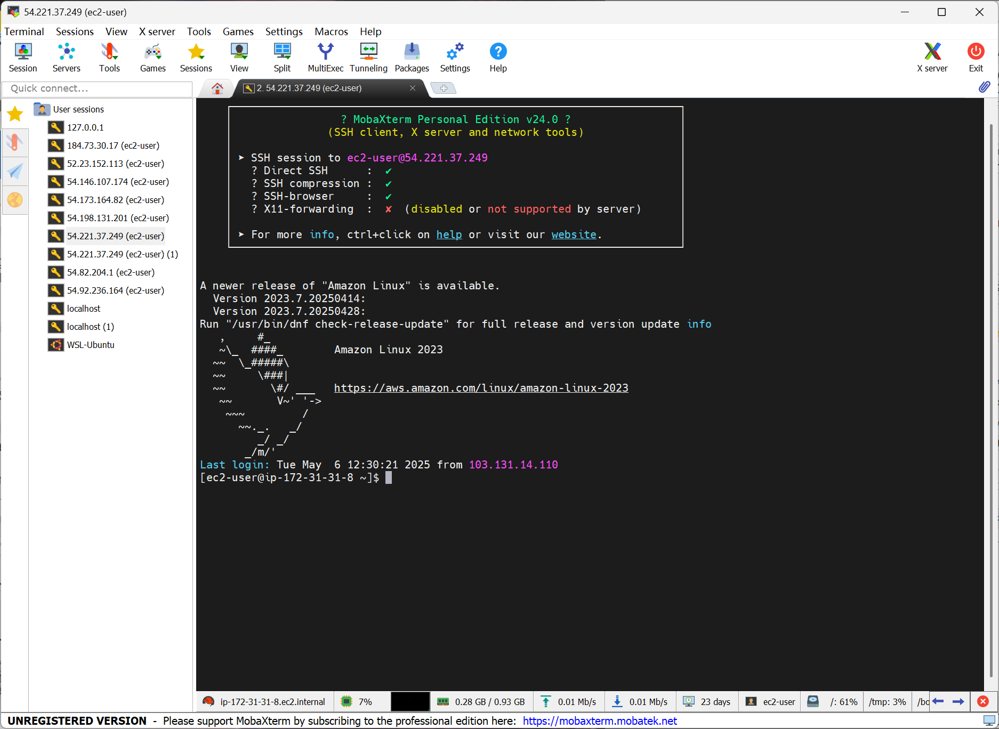 54.221.37.249 (ec2-user)
Terminal Sessions View X server Tools Games Settings Macros Help
Session Servers Tools Games Sessions View Split MultiExec Tunneling Packages Settings Help X server Exit
Quick connect...
2. 54.221.37.249 (ec2-user)
User sessions
127.0.0.1
184.73.30.17 (ec2-user)
52.23.152.113 (ec2-user)
54.146.107.174 (ec2-user)
54.173.164.82 (ec2-user)
54.198.131.201 (ec2-user)
54.221.37.249 (ec2-user)
54.221.37.249 (ec2-user) (1)
54.82.204.1 (ec2-user)
54.92.236.164 (ec2-user)
localhost
localhost (1)
WSL-Ubuntu
? MobaXterm Personal Edition v24.0 ?
(SSH client, X server and network tools)
➤ SSH session to ec2-user@54.221.37.249
? Direct SSH : ✔
? SSH compression : ✔
? SSH-browser : ✔
? X11-forwarding : ✘ (disabled or not supported by server)
➤ For more info, ctrl+click on help or visit our website.
A newer release of "Amazon Linux" is available.
Version 2023.7.20250414:
Version 2023.7.20250428:
Run "/usr/bin/dnf check-release-update" for full release and version update info
   ,     #_
   ~\_  ####_        Amazon Linux 2023
  ~~  \_#####\
  ~~     \###|
  ~~       \#/ ___   https://aws.amazon.com/linux/amazon-linux-2023
   ~~       V~' '->
    ~~~         /
      ~~._.   _/
         _/ _/
       _/m/'
Last login: Tue May  6 12:30:21 2025 from 103.131.14.110
[ec2-user@ip-172-31-31-8 ~]$
ip-172-31-31-8.ec2.internal 7% 0.28 GB / 0.93 GB 0.01 Mb/s 0.01 Mb/s 23 days ec2-user /: 61% /tmp: 3% /bo
UNREGISTERED VERSION - Please support MobaXterm by subscribing to the professional edition here: https://mobaxterm.mobatek.net